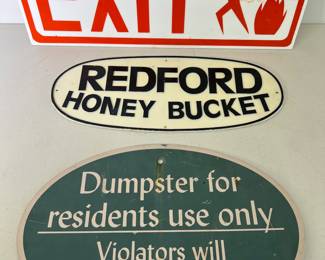 EXIT
REDFORD
HONEY BUCKET
Dumpster for
residents use only
Violators will